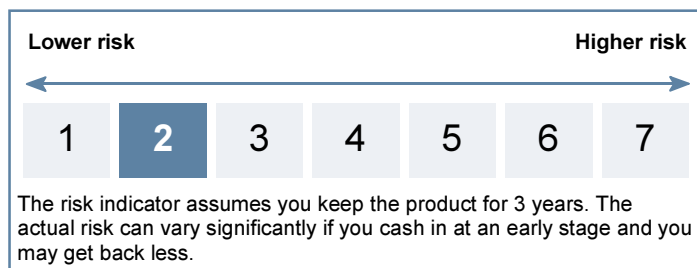 Lower risk Higher risk
1 2 3 4 5 6 7
The risk indicator assumes you keep the product for 3 years. The
actual risk can vary significantly if you cash in at an early stage and you
may get back less.